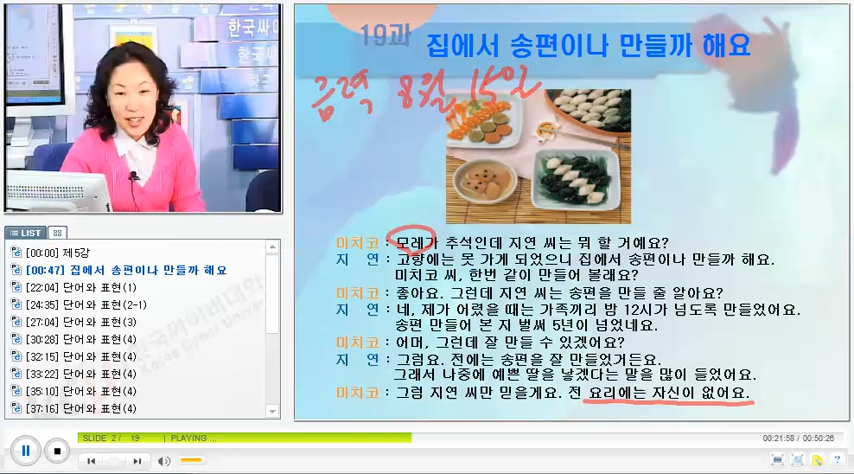 19과 집에서 송편이나 만들까 해요
음력 8월 15일
미치코 : 모레가 추석인데 지연 씨는 뭐 할 거예요?
지 연 : 고향에는 못 가게 되었으니 집에서 송편이나 만들까 해요.
미치코 씨, 한번 같이 만들어 볼래요?
미치코 : 좋아요. 그런데 지연 씨는 송편을 만들 줄 알아요?
지 연 : 네, 제가 어렸을 때는 가족끼리 밤 12시가 넘도록 만들었어요.
송편 만들어 본 지 벌써 5년이 넘었네요.
미치코 : 어머, 그런데 잘 만들 수 있겠어요?
지 연 : 그럼요. 전에는 송편을 잘 만들었거든요.
그래서 나중에 예쁜 딸을 낳겠다는 말을 많이 들었어요.
미치코 : 그럼 지연 씨만 믿을게요. 전 요리에는 자신이 없어요.
LIST
[00:00] 제5강
[00:47] 집에서 송편이나 만들까 해요
[22:04] 단어와 표현(1)
[24:35] 단어와 표현(2-1)
[27:04] 단어와 표현(3)
[30:28] 단어와 표현(4)
[32:15] 단어와 표현(4)
[33:22] 단어와 표현(4)
[35:10] 단어와 표현(4)
[37:16] 단어와 표현(4)
SLIDE 2 / 19 | PLAYING ...
00:21:58 / 00:50:26